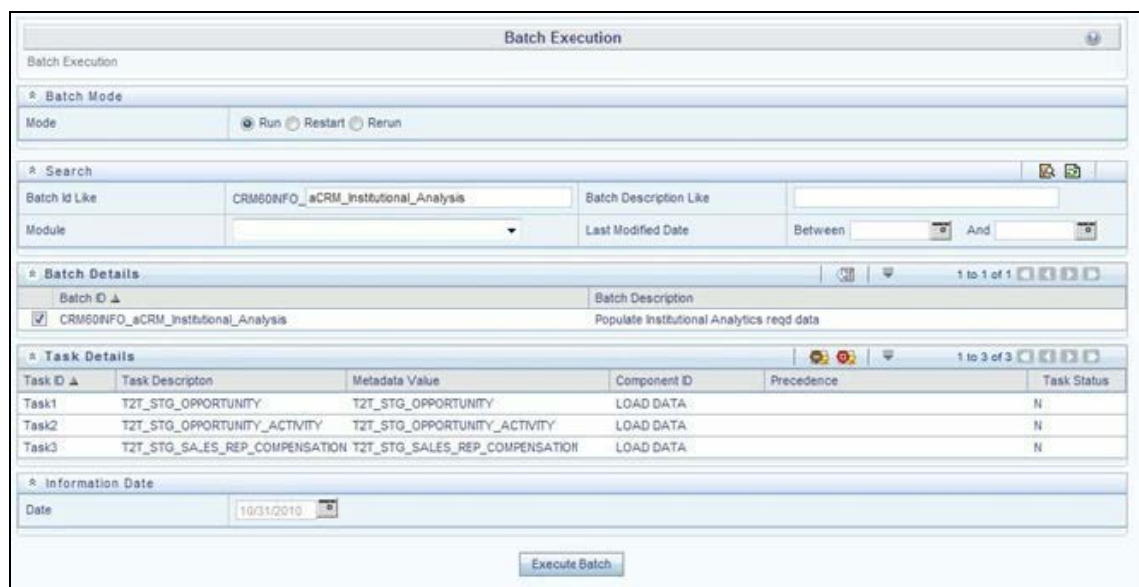 Batch Execution
Batch Execution
Batch Mode
Mode Run Restart Rerun
Search
Batch Id Like CRM60INFO_ aCRM_Institutional_Analysis Batch Description Like
Module Last Modified Date Between And
Batch Details 1 to 1 of 1
Batch ID Batch Description
CRM60INFO_aCRM_Institutional_Analysis Populate Institutional Analytics reqd data
Task Details 1 to 3 of 3
Task ID Task Descripton Metadata Value Component ID Precedence Task Status
Task1 T2T_STG_OPPORTUNITY T2T_STG_OPPORTUNITY LOAD DATA N
Task2 T2T_STG_OPPORTUNITY_ACTIVITY T2T_STG_OPPORTUNITY_ACTIVITY LOAD DATA N
Task3 T2T_STG_SALES_REP_COMPENSATION T2T_STG_SALES_REP_COMPENSATION LOAD DATA N
Information Date
Date 10/31/2010
Execute Batch